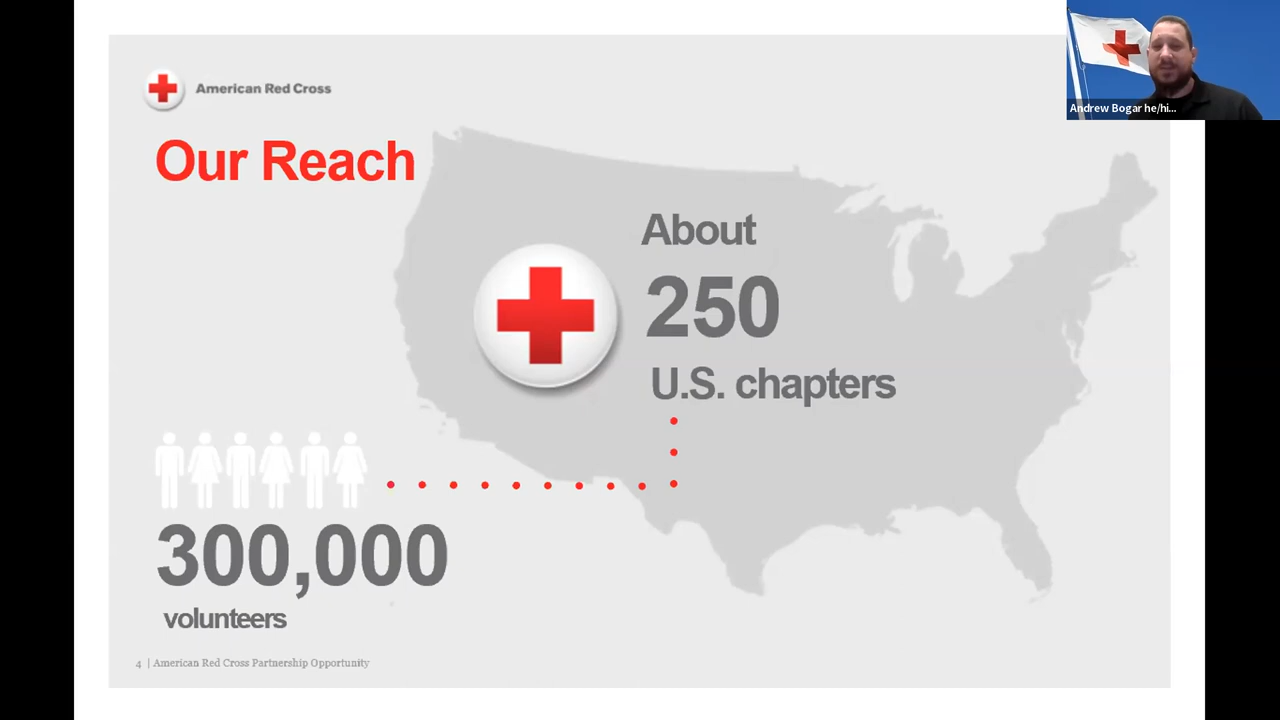 American Red Cross
Our Reach
About
250
U.S. chapters
300,000
volunteers
4 | American Red Cross Partnership Opportunity
Andrew Bogar he/hi...